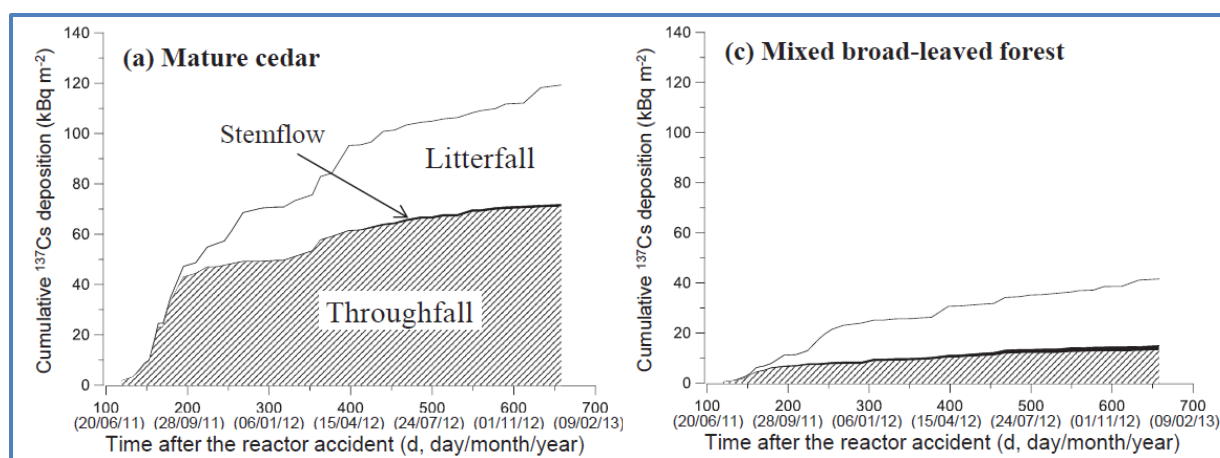 (a) Mature cedar
Cumulative ¹³⁷Cs deposition (kBq m⁻²)
140
120
100
80
60
40
20
0
Stemflow
Litterfall
Throughfall
100 200 300 400 500 600 700
(20/06/11) (28/09/11) (06/01/12) (15/04/12) (24/07/12) (01/11/12) (09/02/13)
Time after the reactor accident (d, day/month/year)
(c) Mixed broad-leaved forest
Cumulative ¹³⁷Cs deposition (kBq m⁻²)
140
120
100
80
60
40
20
0
100 200 300 400 500 600 700
(20/06/11) (28/09/11) (06/01/12) (15/04/12) (24/07/12) (01/11/12) (09/02/13)
Time after the reactor accident (d, day/month/year)